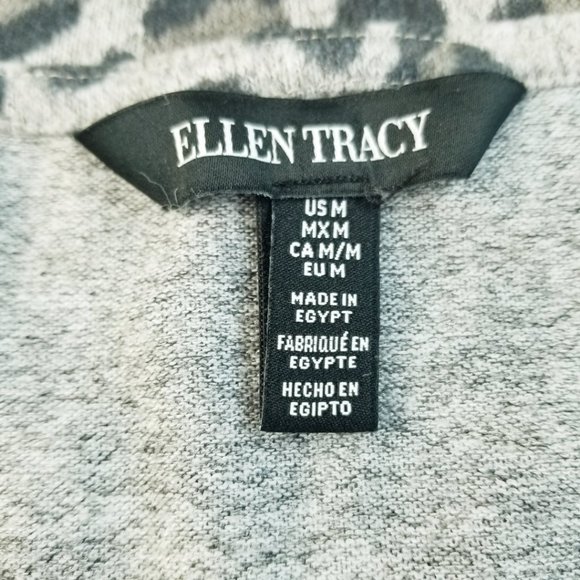 ELLEN TRACY
US M
MX M
CA M/M
EU M
MADE IN
EGYPT
FABRIQUÉ EN
EGYPTE
HECHO EN
EGIPTO